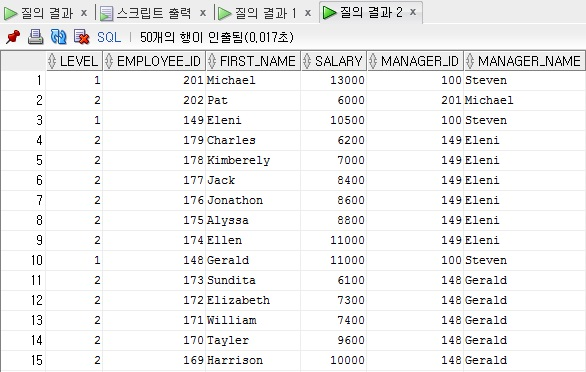 질의 결과 × 스크립트 출력 × 질의 결과 1 × 질의 결과 2 ×
SQL | 50개의 행이 인출됨(0,017초)
LEVEL EMPLOYEE_ID FIRST_NAME SALARY MANAGER_ID MANAGER_NAME
1 1 201 Michael 13000 100 Steven
2 2 202 Pat 6000 201 Michael
3 1 149 Eleni 10500 100 Steven
4 2 179 Charles 6200 149 Eleni
5 2 178 Kimberely 7000 149 Eleni
6 2 177 Jack 8400 149 Eleni
7 2 176 Jonathon 8600 149 Eleni
8 2 175 Alyssa 8800 149 Eleni
9 2 174 Ellen 11000 149 Eleni
10 1 148 Gerald 11000 100 Steven
11 2 173 Sundita 6100 148 Gerald
12 2 172 Elizabeth 7300 148 Gerald
13 2 171 William 7400 148 Gerald
14 2 170 Tayler 9600 148 Gerald
15 2 169 Harrison 10000 148 Gerald